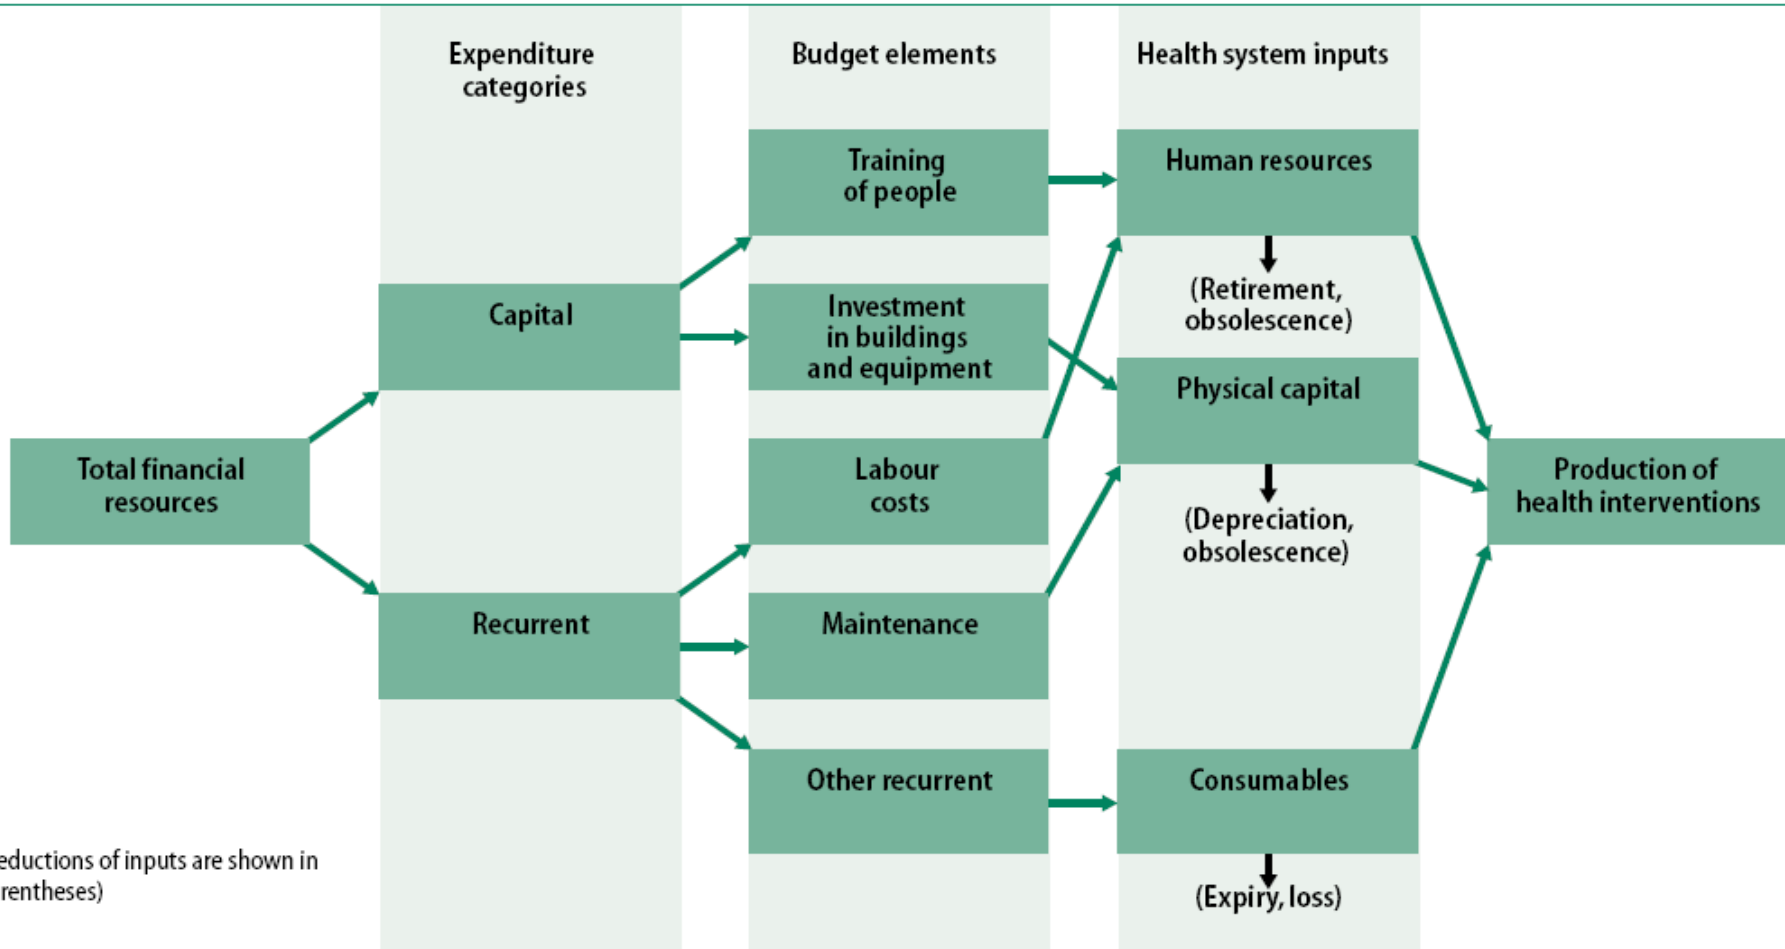 Expenditure
categories
Budget elements
Health system inputs
Training
of people
Human resources
(Retirement,
obsolescence)
Capital
Investment
in buildings
and equipment
Physical capital
(Depreciation,
obsolescence)
Total financial
resources
Labour
costs
Production of
health interventions
Recurrent
Maintenance
Other recurrent
Consumables
(Expiry, loss)
eductions of inputs are shown in
rentheses)